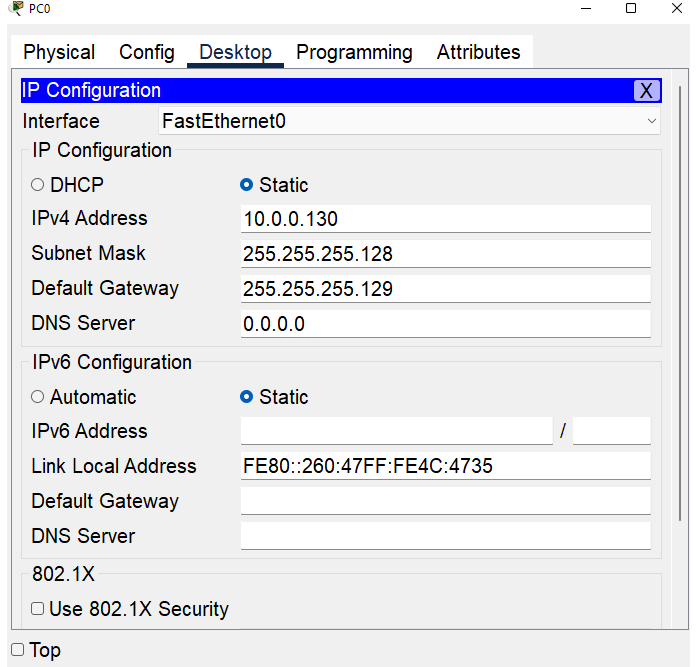 PC0
Physical Config Desktop Programming Attributes
IP Configuration X
Interface FastEthernet0
IP Configuration
DHCP Static
IPv4 Address 10.0.0.130
Subnet Mask 255.255.255.128
Default Gateway 255.255.255.129
DNS Server 0.0.0.0
IPv6 Configuration
Automatic Static
IPv6 Address /
Link Local Address FE80::260:47FF:FE4C:4735
Default Gateway
DNS Server
802.1X
Use 802.1X Security
Top